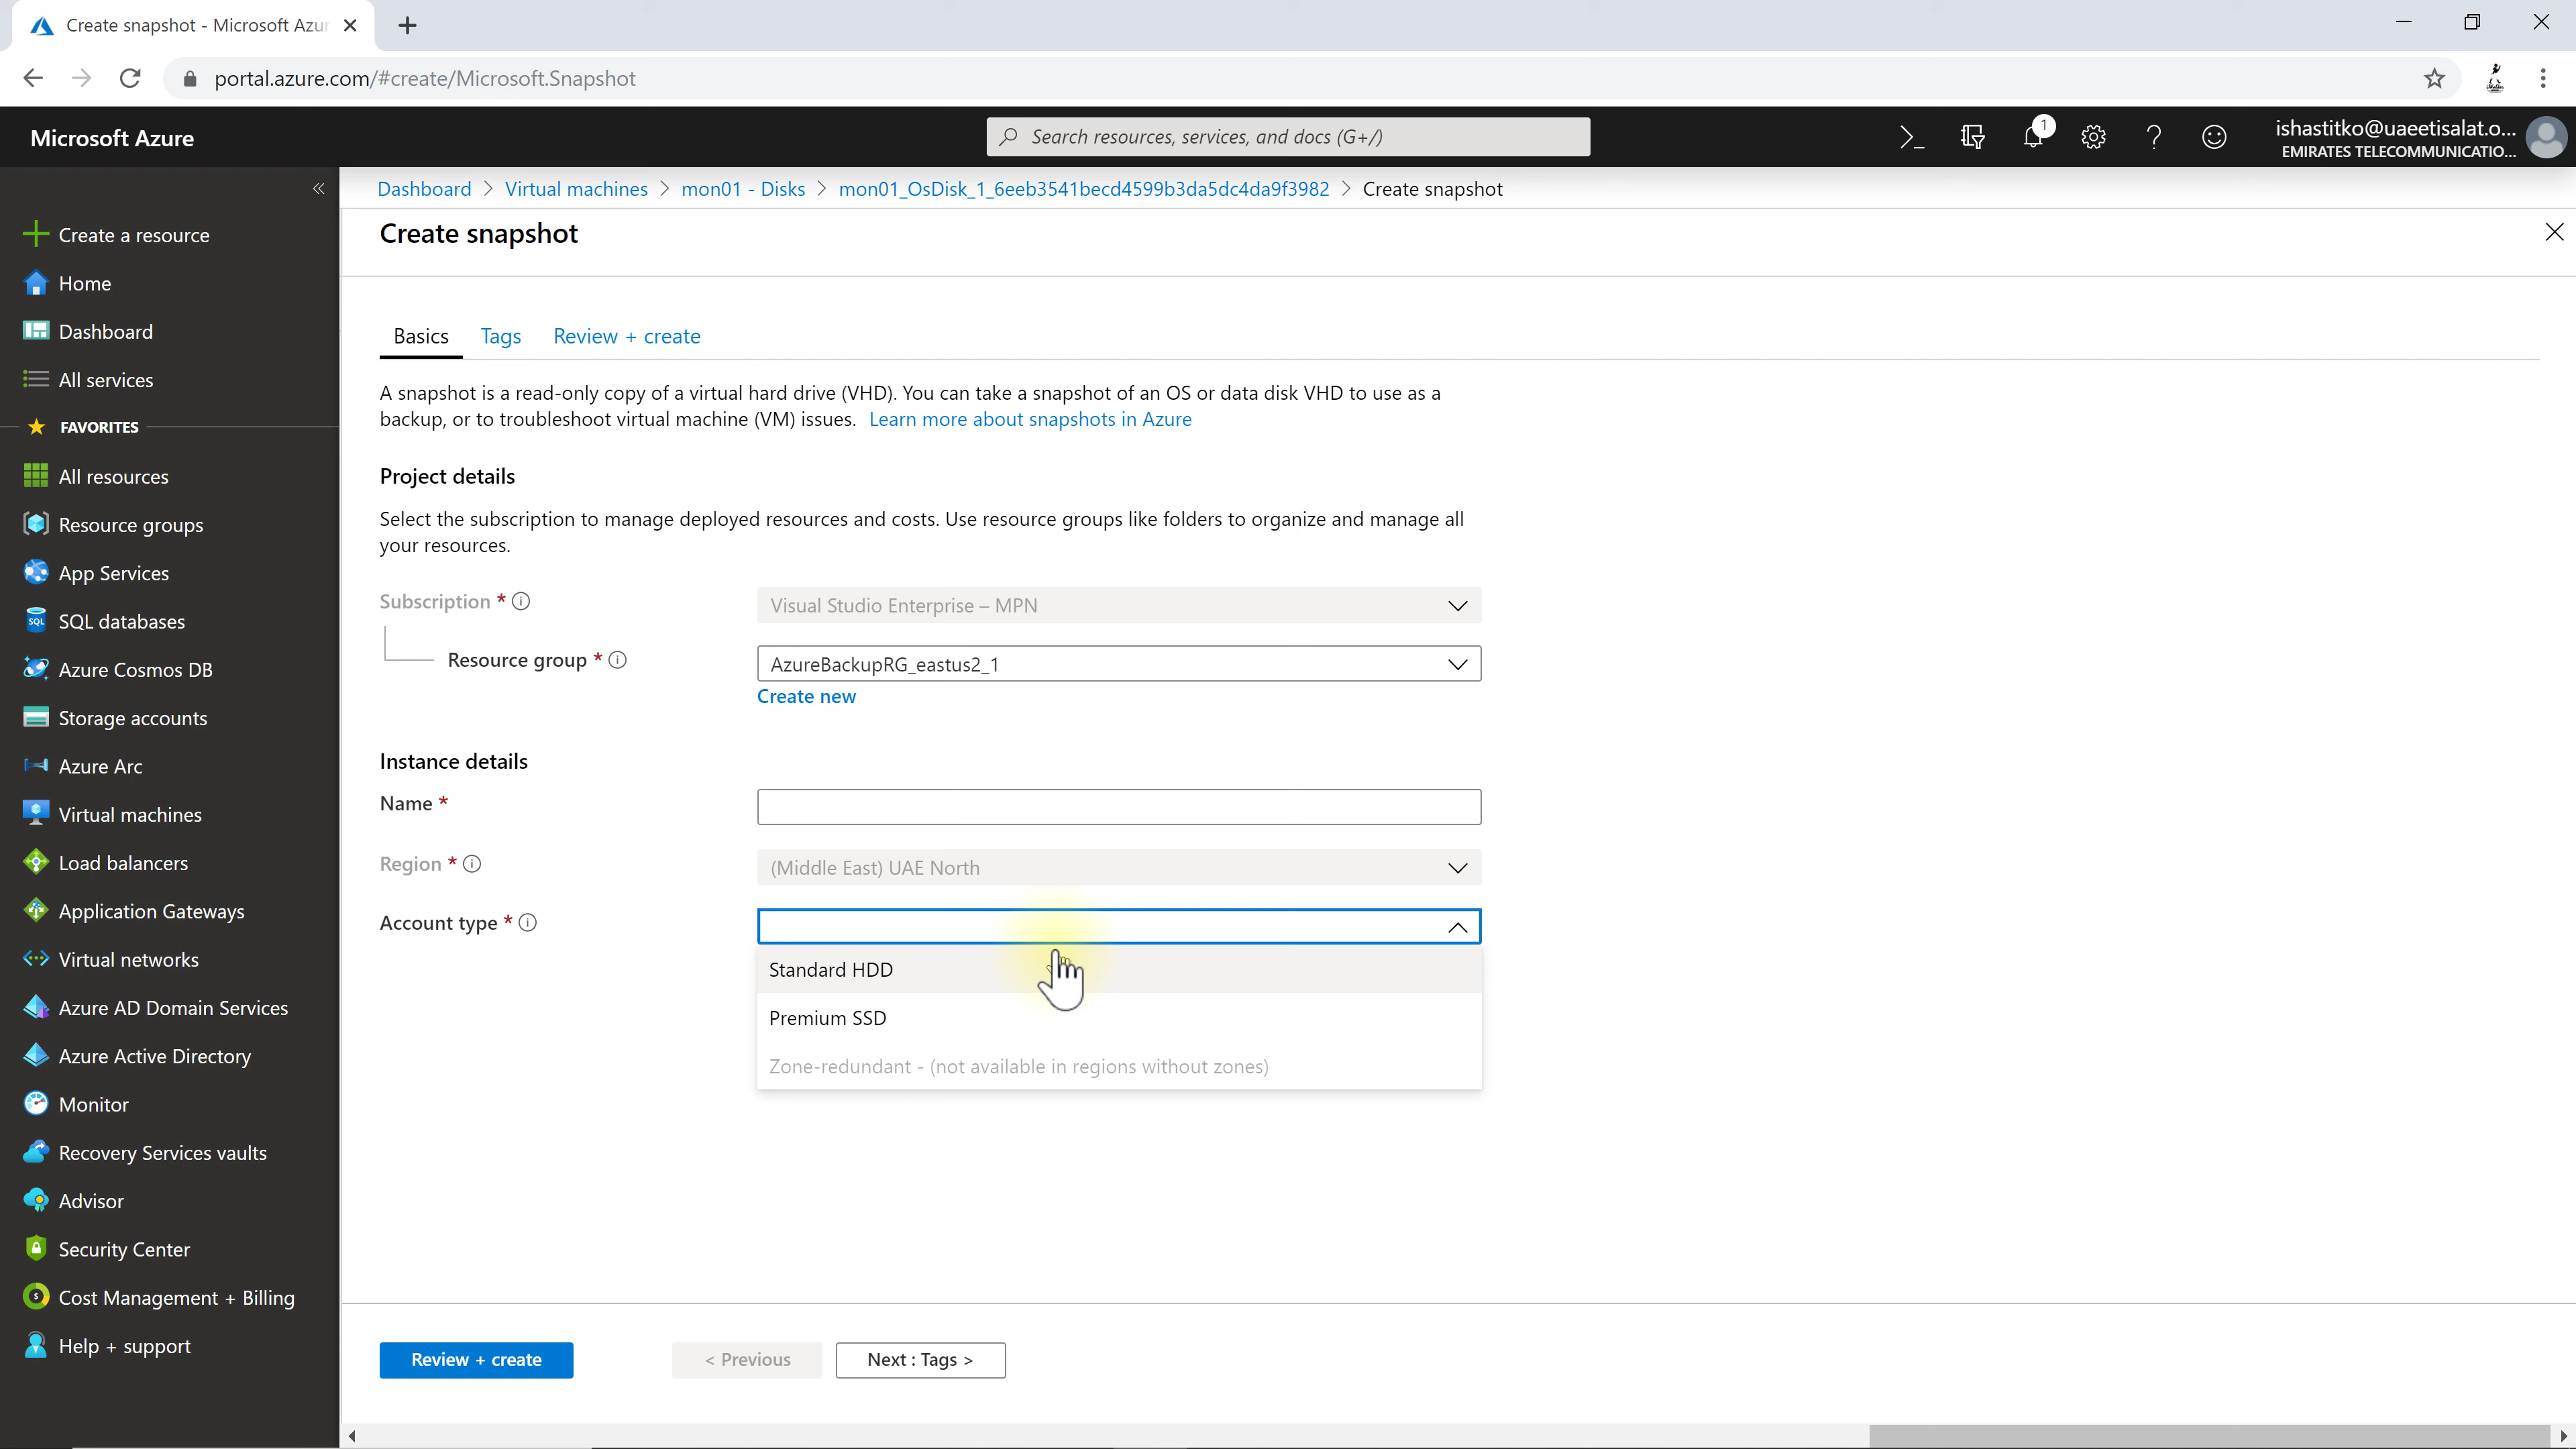 Create snapshot - Microsoft Azur
portal.azure.com/#create/Microsoft.Snapshot
Microsoft Azure
Search resources, services, and docs (G+/)
1
ishastitko@uaeetisalat.o...
EMIRATES TELECOMMUNICATIO...
Dashboard > Virtual machines > mon01 - Disks > mon01_OsDisk_1_6eeb3541becd4599b3da5dc4da9f3982 > Create snapshot
Create a resource
Home
Dashboard
All services
FAVORITES
All resources
Resource groups
App Services
SQL databases
Azure Cosmos DB
Storage accounts
Azure Arc
Virtual machines
Load balancers
Application Gateways
Virtual networks
Azure AD Domain Services
Azure Active Directory
Monitor
Recovery Services vaults
Advisor
Security Center
Cost Management + Billing
Help + support
Create snapshot
Basics Tags Review + create
A snapshot is a read-only copy of a virtual hard drive (VHD). You can take a snapshot of an OS or data disk VHD to use as a
backup, or to troubleshoot virtual machine (VM) issues. Learn more about snapshots in Azure
Project details
Select the subscription to manage deployed resources and costs. Use resource groups like folders to organize and manage all
your resources.
Subscription * Visual Studio Enterprise – MPN
Resource group * AzureBackupRG_eastus2_1
Create new
Instance details
Name *
Region * (Middle East) UAE North
Account type *
Standard HDD
Premium SSD
Zone-redundant - (not available in regions without zones)
Review + create < Previous Next : Tags >